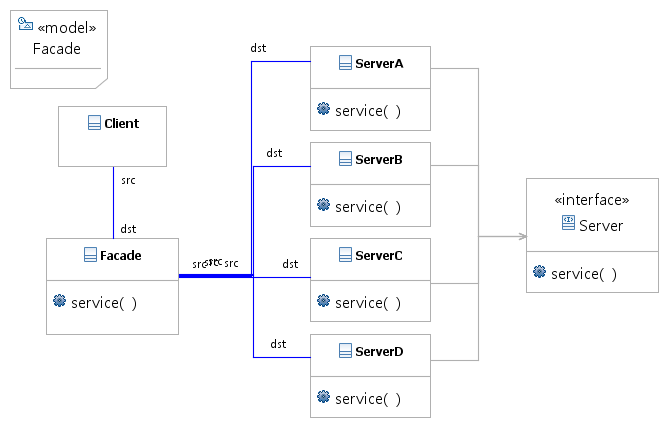 «model»
Facade
Client
src
dst
Facade
service( )
src
src
src
dst
ServerA
service( )
dst
ServerB
service( )
dst
ServerC
service( )
dst
ServerD
service( )
«interface»
Server
service( )